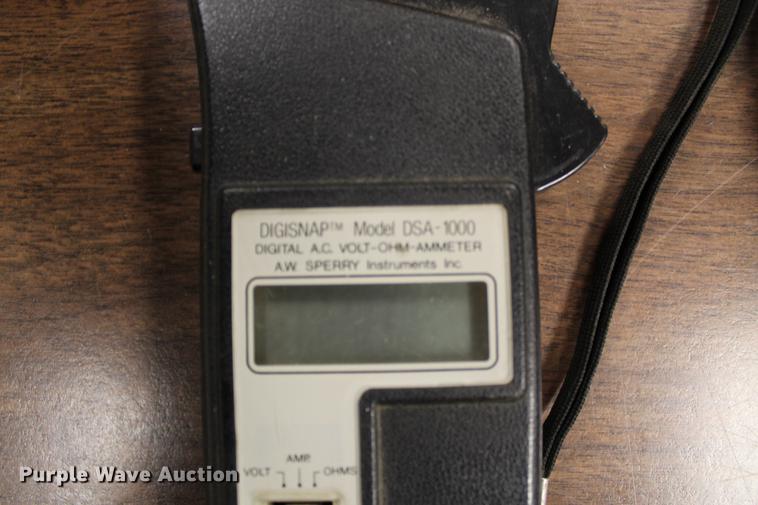 DIGISNAP™ Model DSA-1000
DIGITAL A.C. VOLT-OHM-AMMETER
A.W. SPERRY Instruments Inc.
AMP.
VOLT OHMS
Purple Wave Auction